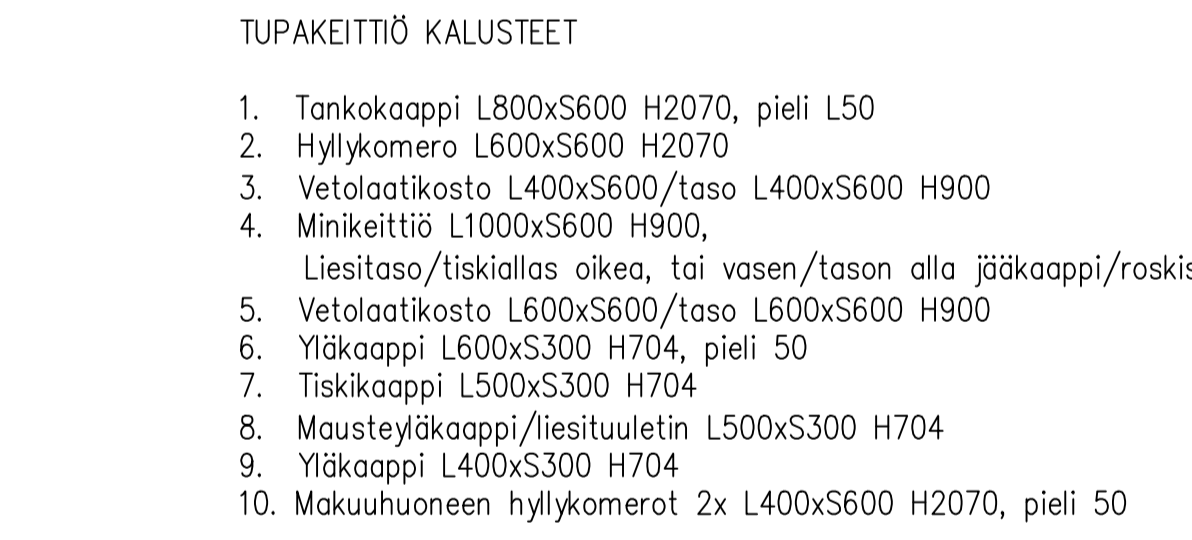 TUPAKEITTIÖ KALUSTEET
1. Tankokaappi L800xS600 H2070, pieli L50
2. Hyllykomero L600xS600 H2070
3. Vetolaatikosto L400xS600/taso L400xS600 H900
4. Minikeittiö L1000xS600 H900,
Liesitaso/tiskiallas oikea, tai vasen/tason alla jääkaappi/roskis
5. Vetolaatikosto L600xS600/taso L600xS600 H900
6. Yläkaappi L600xS300 H704, pieli 50
7. Tiskikaappi L500xS300 H704
8. Mausteyläkaappi/liesituuletin L500xS300 H704
9. Yläkaappi L400xS300 H704
10. Makuuhuoneen hyllykomerot 2x L400xS600 H2070, pieli 50